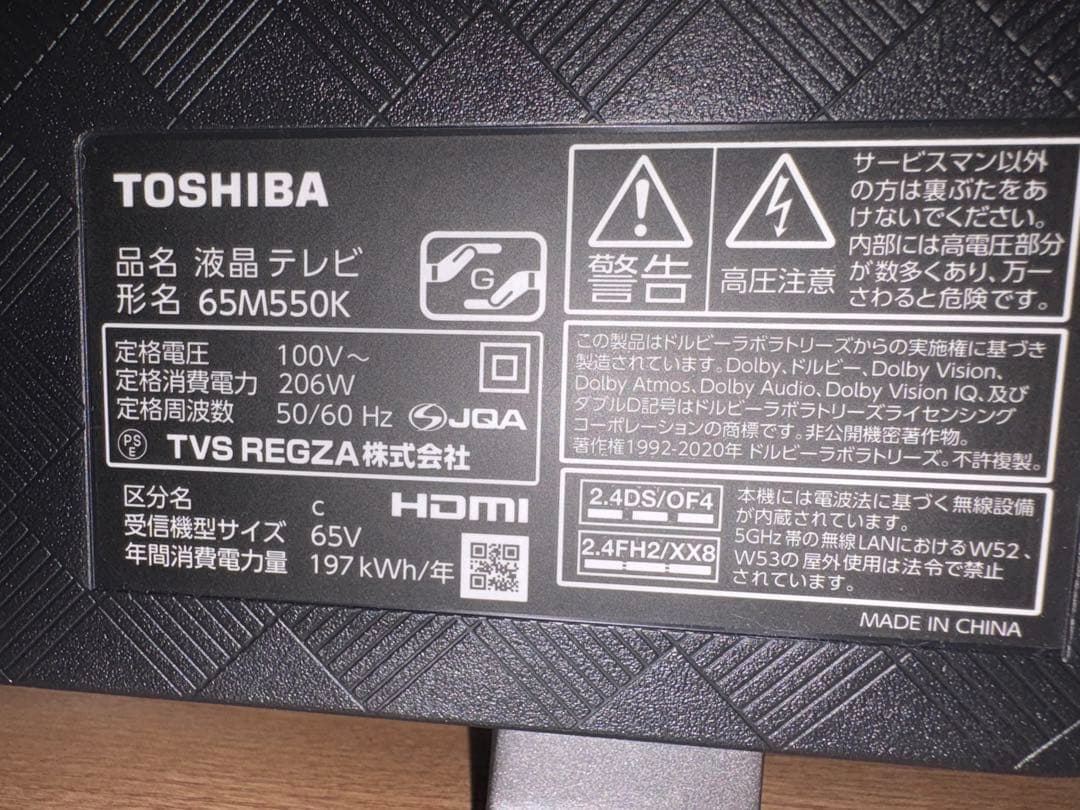 TOSHIBA
品名 液晶テレビ
形名 65M550K
G
定格電圧 100V～
定格消費電力 206W
定格周波数 50/60 Hz
JQA
PS
E
TVS REGZA株式会社
区分名 c
受信機型サイズ 65V
年間消費電力量 197kWh/年
HDMI
警告
高圧注意
サービスマン以外
の方は裏ぶたをあ
けないでください。
内部には高電圧部分
が数多くあり、万一
さわると危険です。
この製品はドルビーラボラトリーズからの実施権に基づき
製造されています。Dolby、ドルビー、Dolby Vision、
Dolby Atmos、Dolby Audio、Dolby Vision IQ、及び
ダブルD記号はドルビーラボラトリーズライセンシング
コーポレーションの商標です。非公開機密著作物。
著作権1992-2020年 ドルビーラボラトリーズ。不許複製。
2.4DS/OF4
2.4FH2/XX8
本機には電波法に基づく無線設備
が内蔵されています。
5GHz帯の無線LANにおけるW52、
W53の屋外使用は法令で禁止
されています。
MADE IN CHINA